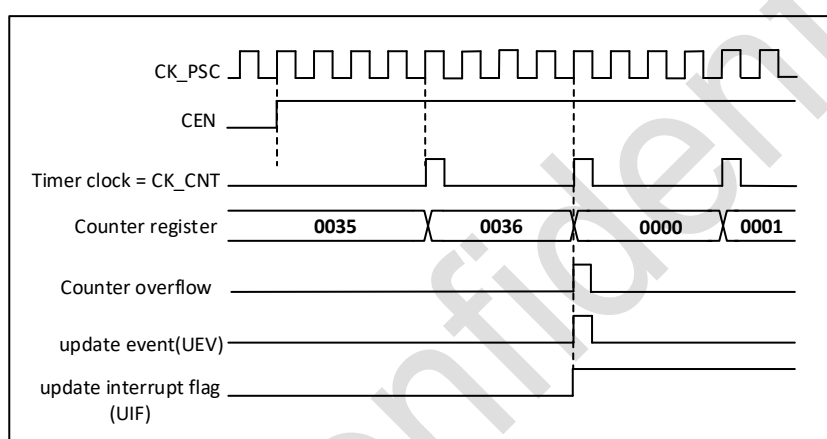 CK_PSC
CEN
Timer clock = CK_CNT
Counter register
0035
0036
0000
0001
Counter overflow
update event(UEV)
update interrupt flag
(UIF)